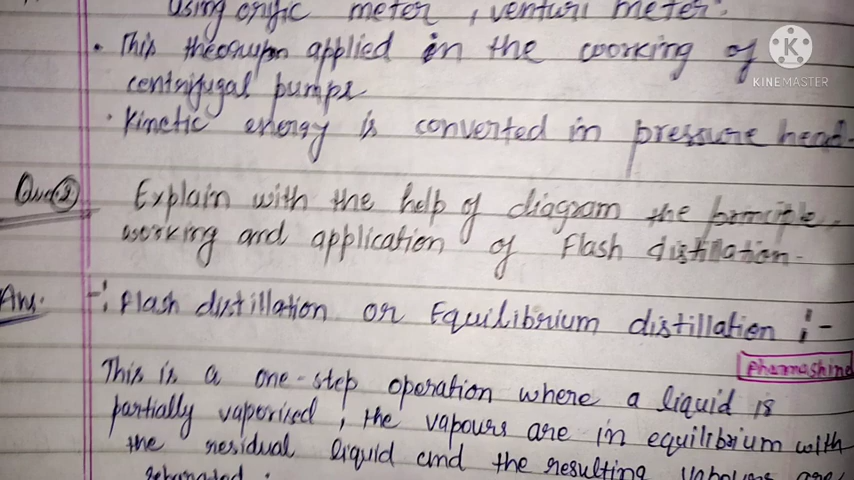 using orific meter, venturi meter.
K
KINEMASTER
• This theorum applied in the working of
centrifugal pumps
• Kinetic energy is converted in pressure head.
Ques (2) Explain with the help of diagram the principle,
working and application of Flash distillation.
Ans. -: Flash distillation or Equilibrium distillation :-
Pharmashine
This is a one-step operation where a liquid is
partially vaporised, the vapours are in equilibrium with
the residual liquid and the resulting vapours are